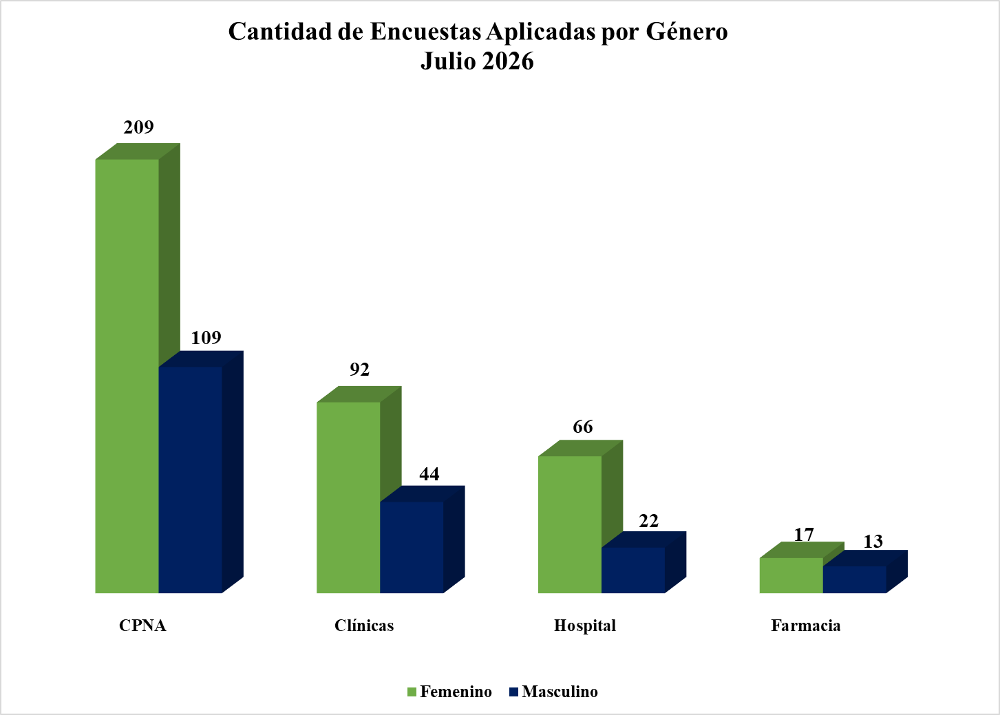 Cantidad de Encuestas Aplicadas por Género
Julio 2026
209
109
92
44
66
22
17
13
CPNA
Clínicas
Hospital
Farmacia
Femenino
Masculino